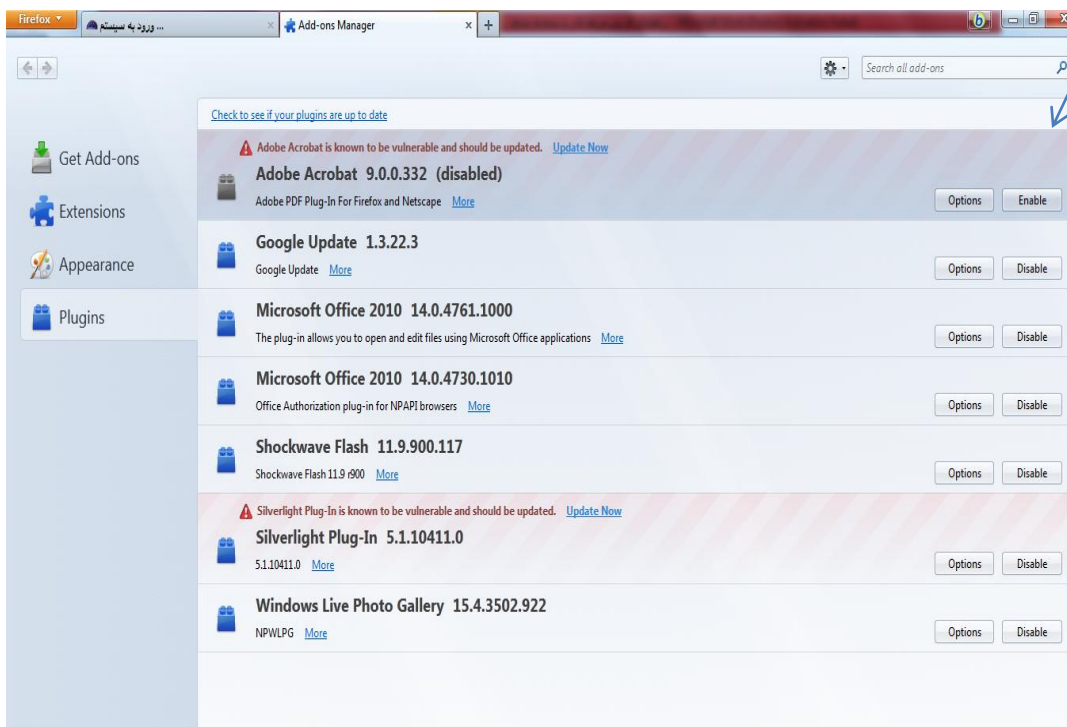 Firefox
ورود به سیستم ...
Add-ons Manager
Search all add-ons
Get Add-ons
Extensions
Appearance
Plugins
Check to see if your plugins are up to date
Adobe Acrobat is known to be vulnerable and should be updated. Update Now
Adobe Acrobat 9.0.0.332 (disabled)
Adobe PDF Plug-In For Firefox and Netscape More
Options Enable
Google Update 1.3.22.3
Google Update More
Options Disable
Microsoft Office 2010 14.0.4761.1000
The plug-in allows you to open and edit files using Microsoft Office applications More
Options Disable
Microsoft Office 2010 14.0.4730.1010
Office Authorization plug-in for NPAPI browsers More
Options Disable
Shockwave Flash 11.9.900.117
Shockwave Flash 11.9 r900 More
Options Disable
Silverlight Plug-In is known to be vulnerable and should be updated. Update Now
Silverlight Plug-In 5.1.10411.0
5.1.10411.0 More
Options Disable
Windows Live Photo Gallery 15.4.3502.922
NPWLPG More
Options Disable